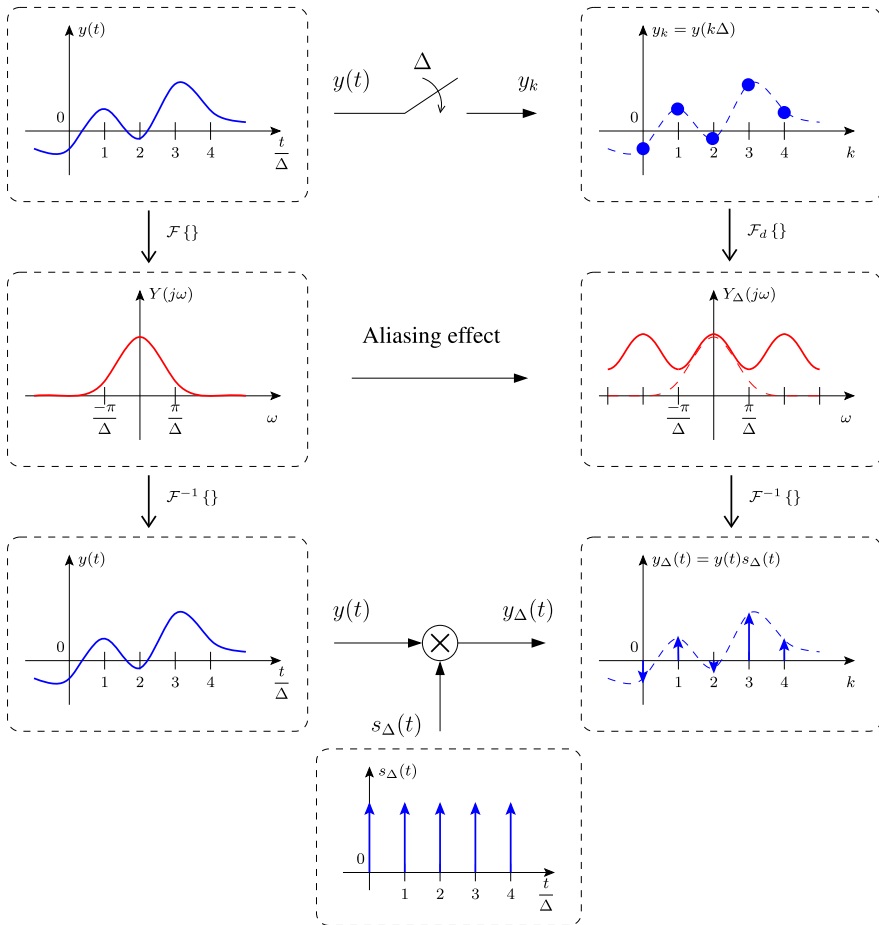 y(t)
0
1 2 3 4
t/Δ
y(t)
Δ
y_k
y_k = y(kΔ)
0
1 2 3 4
k
ℱ {}
ℱ_d {}
Y(jω)
−π/Δ
π/Δ
ω
Aliasing effect
Y_Δ(jω)
−π/Δ
π/Δ
ω
ℱ⁻¹ {}
ℱ⁻¹ {}
y(t)
0
1 2 3 4
t/Δ
y(t)
y_Δ(t)
s_Δ(t)
y_Δ(t) = y(t)s_Δ(t)
0
1 2 3 4
k
s_Δ(t)
0
1 2 3 4
t/Δ